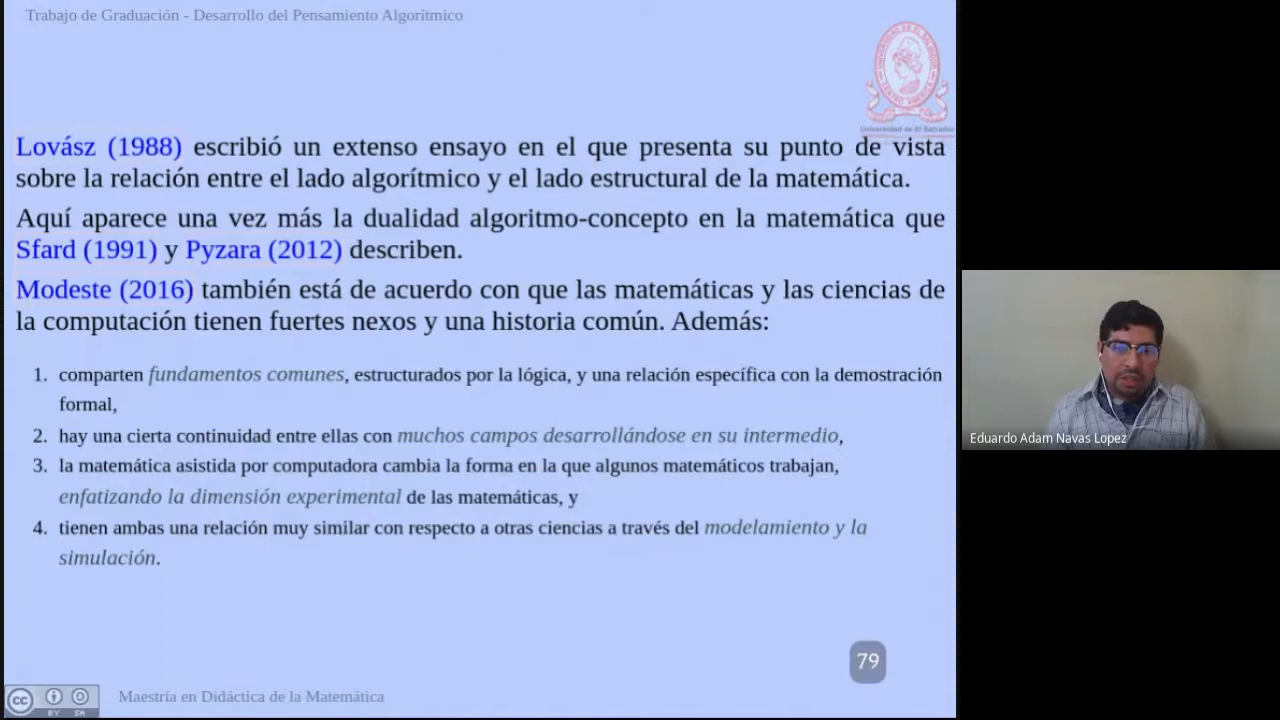 Trabajo de Graduación - Desarrollo del Pensamiento Algorítmico
Universidad de El Salvador
Lovász (1988) escribió un extenso ensayo en el que presenta su punto de vista
sobre la relación entre el lado algorítmico y el lado estructural de la matemática.
Aquí aparece una vez más la dualidad algoritmo-concepto en la matemática que
Sfard (1991) y Pyzara (2012) describen.
Modeste (2016) también está de acuerdo con que las matemáticas y las ciencias de
la computación tienen fuertes nexos y una historia común. Además:
1. comparten fundamentos comunes, estructurados por la lógica, y una relación específica con la demostración
formal,
2. hay una cierta continuidad entre ellas con muchos campos desarrollándose en su intermedio,
3. la matemática asistida por computadora cambia la forma en la que algunos matemáticos trabajan,
enfatizando la dimensión experimental de las matemáticas, y
4. tienen ambas una relación muy similar con respecto a otras ciencias a través del modelamiento y la
simulación.
79
cc BY SA
Maestría en Didáctica de la Matemática
Eduardo Adam Navas Lopez